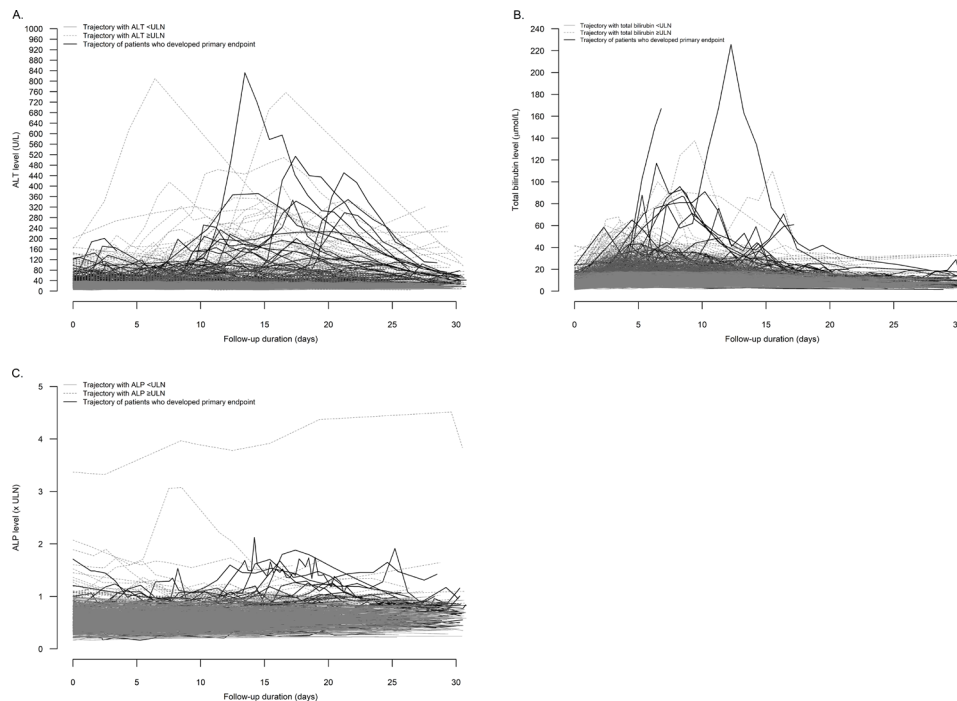 A.
Trajectory with ALT <ULN
Trajectory with ALT ≥ULN
Trajectory of patients who developed primary endpoint
1000
960
920
880
840
800
760
720
680
640
600
560
520
480
440
400
360
320
280
240
200
160
120
80
40
0
ALT level (U/L)
0 5 10 15 20 25 30
Follow-up duration (days)
B.
Trajectory with total bilirubin <ULN
Trajectory with total bilirubin ≥ULN
Trajectory of patients who developed primary endpoint
240
220
200
180
160
140
120
100
80
60
40
20
0
Total bilirubin level (μmol/L)
0 5 10 15 20 25 30
Follow-up duration (days)
C.
Trajectory with ALP <ULN
Trajectory with ALP ≥ULN
Trajectory of patients who developed primary endpoint
5
4
3
2
1
0
ALP level (x ULN)
0 5 10 15 20 25 30
Follow-up duration (days)